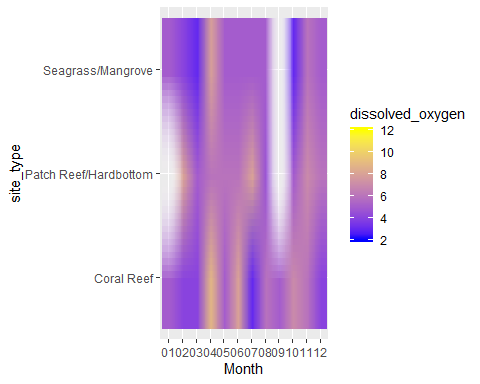 site_type
Seagrass/Mangrove
Patch Reef/Hardbottom
Coral Reef
010203040506070809101112
Month
dissolved_oxygen
12
10
8
6
4
2